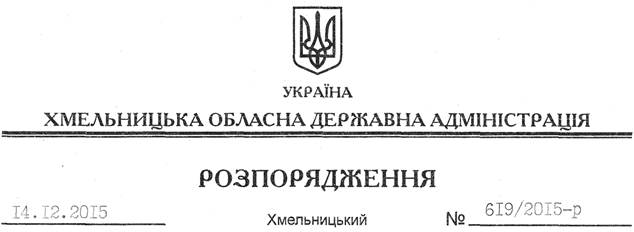 УКРАЇНА
ХМЕЛЬНИЦЬКА ОБЛАСНА ДЕРЖАВНА АДМІНІСТРАЦІЯ
РОЗПОРЯДЖЕННЯ
14.12.2015 Хмельницький № 619/2015-р